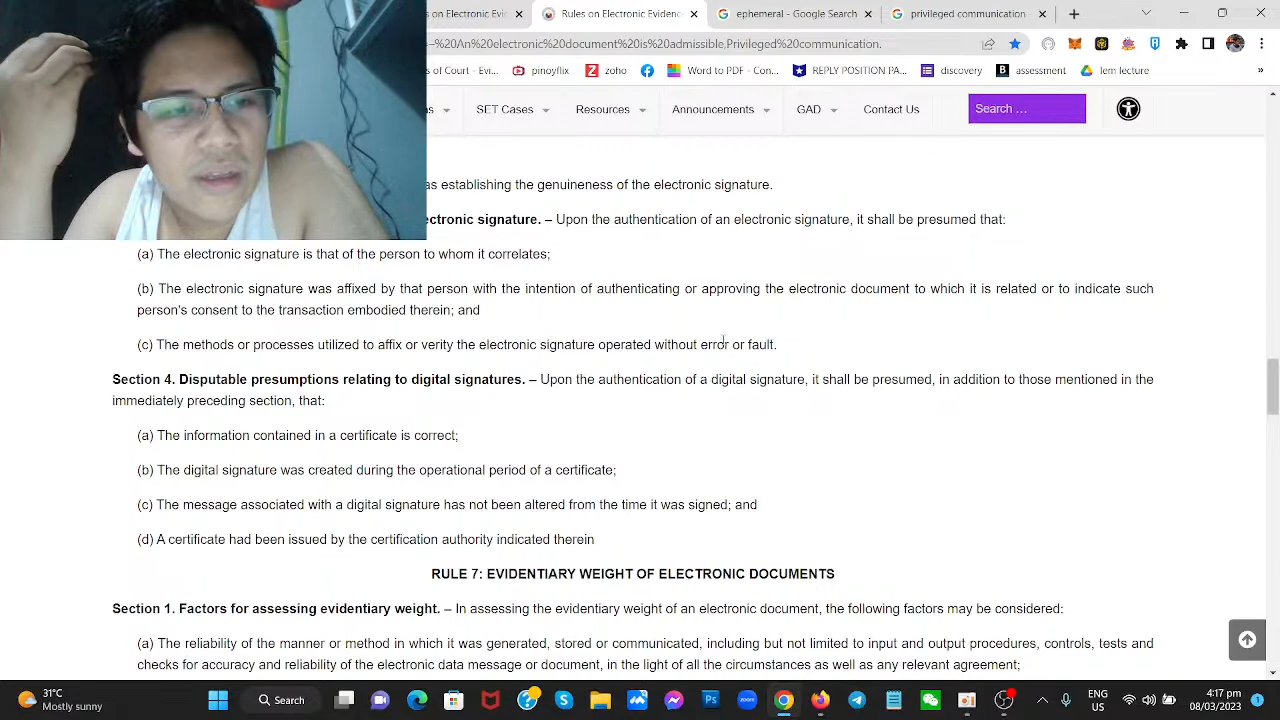 s on Electronic Evic
Rules on Electronic Evidenc
ephemeral - Google Search
privileged communication
An%20electronic%20document%20is%20admissible,Privileged%20communication.
s of Court - Evi...
pinoyflix
zoho
Word to PDF - Con...
REPLY POSITION PA...
discovery
assessment
lem lecture
»
ns
SET Cases
Resources
Announcements
GAD
Contact Us
Search ...
as establishing the genuineness of the electronic signature.
ectronic signature. – Upon the authentication of an electronic signature, it shall be presumed that:
(a) The electronic signature is that of the person to whom it correlates;
(b) The electronic signature was affixed by that person with the intention of authenticating or approving the electronic document to which it is related or to indicate such
person's consent to the transaction embodied therein; and
(c) The methods or processes utilized to affix or verify the electronic signature operated without error or fault.
Section 4. Disputable presumptions relating to digital signatures. – Upon the authentication of a digital signature, it shall be presumed, in addition to those mentioned in the
immediately preceding section, that:
(a) The information contained in a certificate is correct;
(b) The digital signature was created during the operational period of a certificate;
(c) The message associated with a digital signature has not been altered from the time it was signed; and
(d) A certificate had been issued by the certification authority indicated therein
RULE 7: EVIDENTIARY WEIGHT OF ELECTRONIC DOCUMENTS
Section 1. Factors for assessing evidentiary weight. – In assessing the evidentiary weight of an electronic document, the following factors may be considered:
(a) The reliability of the manner or method in which it was generated, stored or communicated, including but not limited to input and output procedures, controls, tests and
checks for accuracy and reliability of the electronic data message or document, in the light of all the circumstances as well as any relevant agreement;
31°C
Mostly sunny
Search
Ps
zoom
ENG
US
4:17 pm
08/03/2023